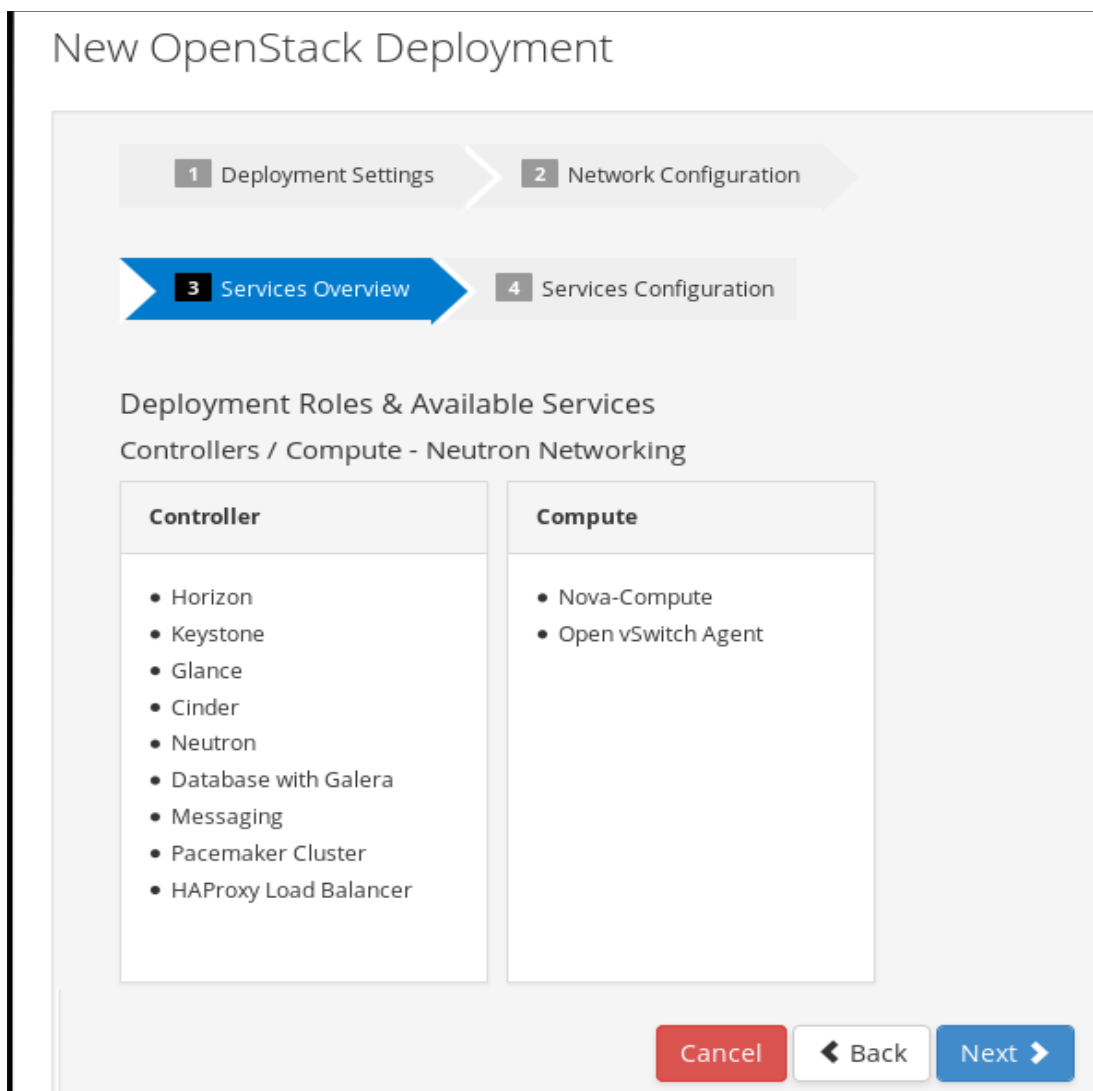 New OpenStack Deployment
1 Deployment Settings
2 Network Configuration
3 Services Overview
4 Services Configuration
Deployment Roles & Available Services
Controllers / Compute - Neutron Networking
Controller
Horizon
Keystone
Glance
Cinder
Neutron
Database with Galera
Messaging
Pacemaker Cluster
HAProxy Load Balancer
Compute
Nova-Compute
Open vSwitch Agent
Cancel
Back
Next